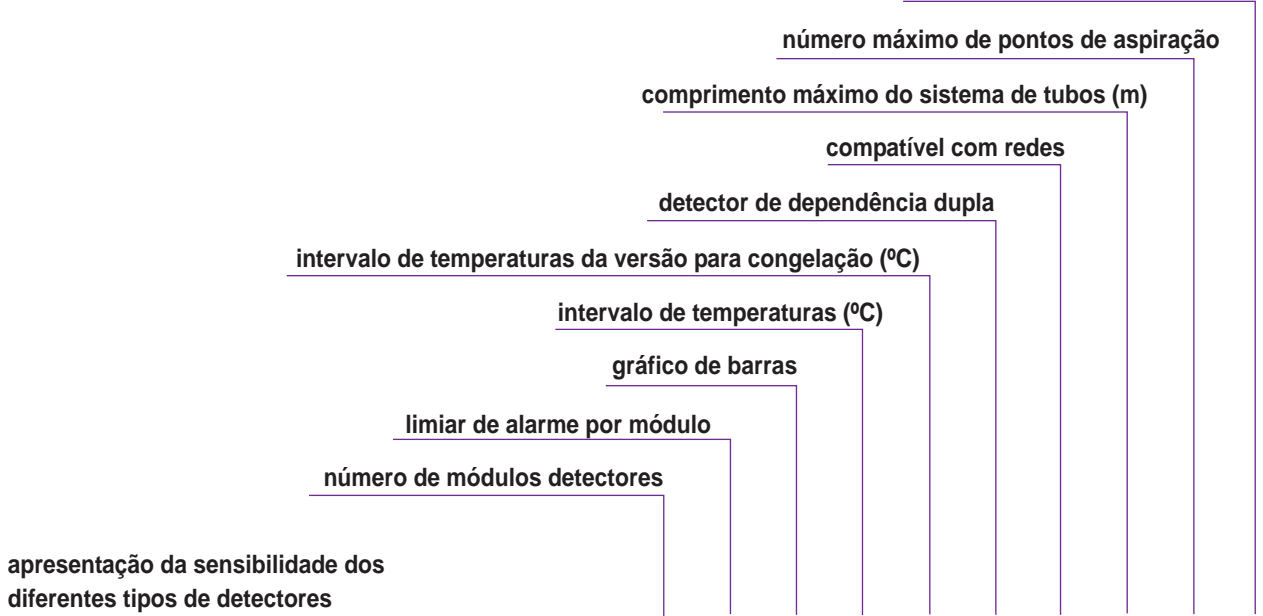 número máximo de pontos de aspiração
comprimento máximo do sistema de tubos (m)
compatível com redes
detector de dependência dupla
intervalo de temperaturas da versão para congelação (ºC)
intervalo de temperaturas (ºC)
gráfico de barras
limiar de alarme por módulo
número de módulos detectores
apresentação da sensibilidade dos
diferentes tipos de detectores